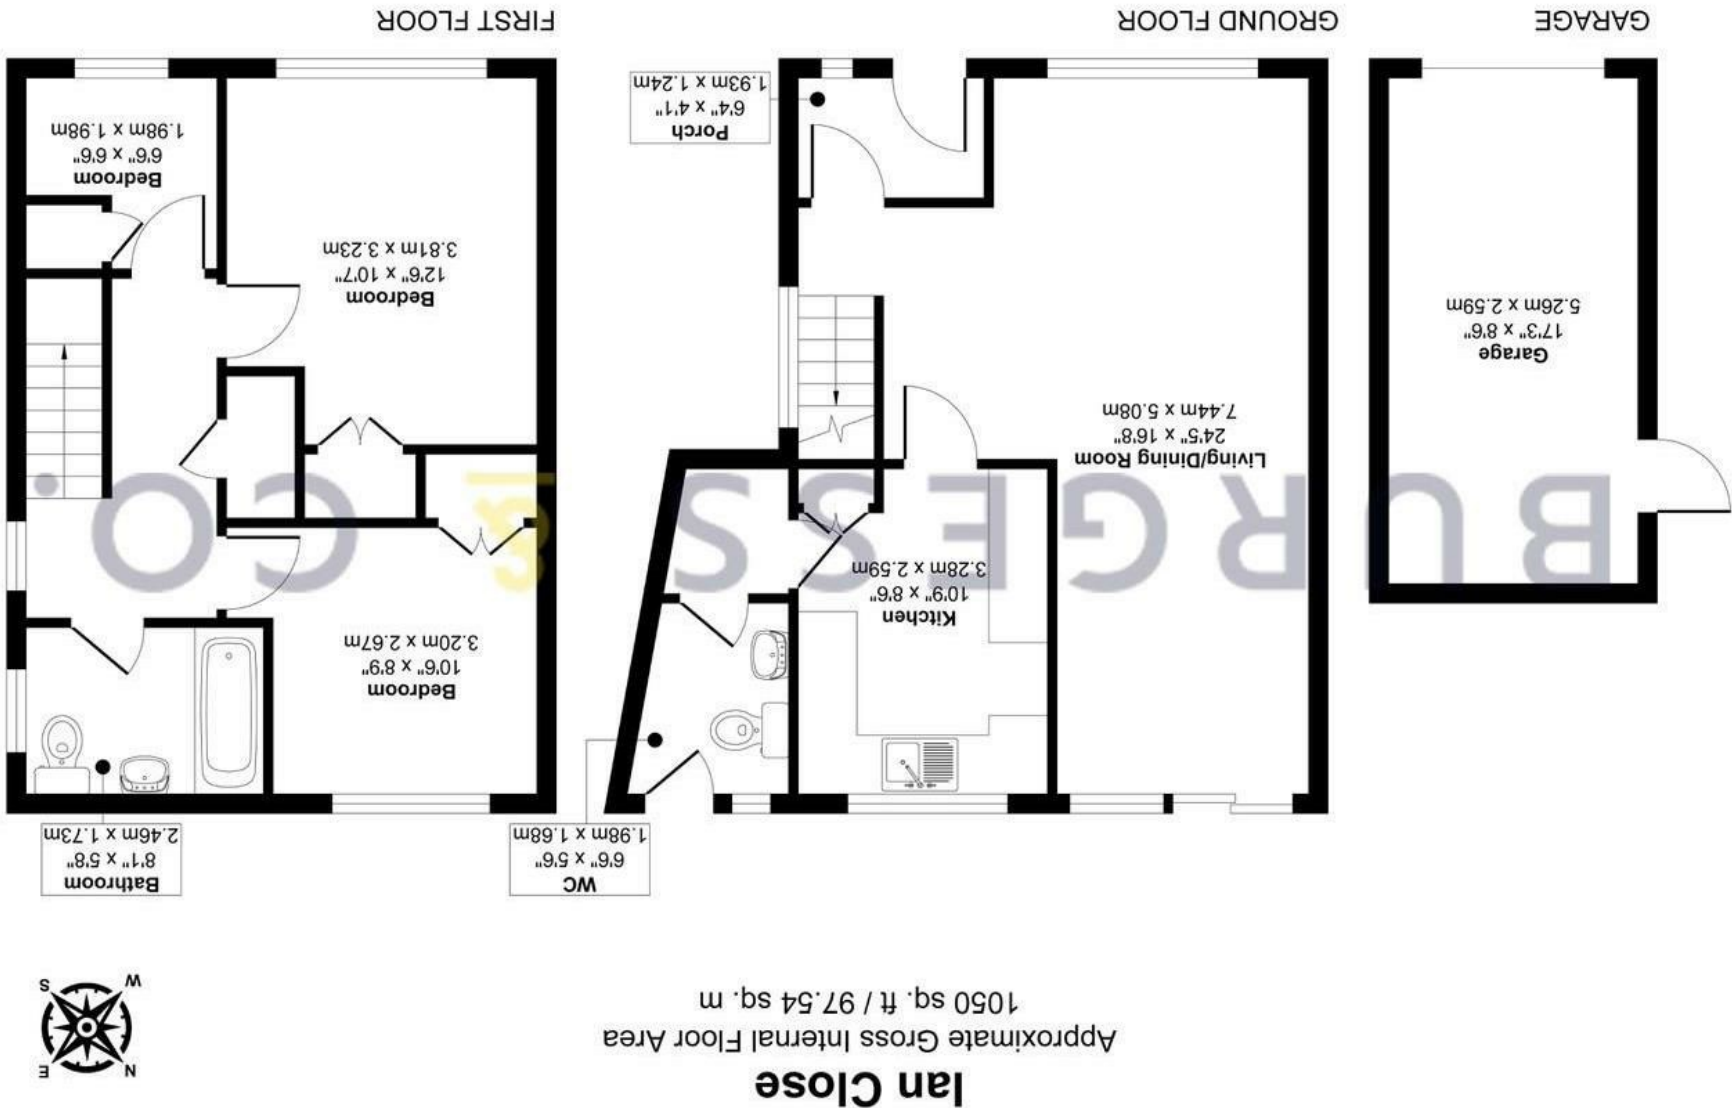 Ian Close
Approximate Gross Internal Floor Area
1050 sq. ft / 97.54 sq. m
N
E
W
S
WC
6'6" x 5'6"
1.98m x 1.68m
Bathroom
8'1" x 5'8"
2.46m x 1.73m
Bedroom
10'6" x 8'9"
3.20m x 2.67m
Kitchen
10'9" x 8'6"
3.28m x 2.59m
BURGESS & CO.
Living/Dining Room
24'5" x 16'8"
7.44m x 5.08m
Garage
17'3" x 8'6"
5.26m x 2.59m
Bedroom
12'6" x 10'7"
3.81m x 3.23m
Bedroom
6'6" x 6'6"
1.98m x 1.98m
Porch
6'4" x 4'1"
1.93m x 1.24m
GARAGE
GROUND FLOOR
FIRST FLOOR